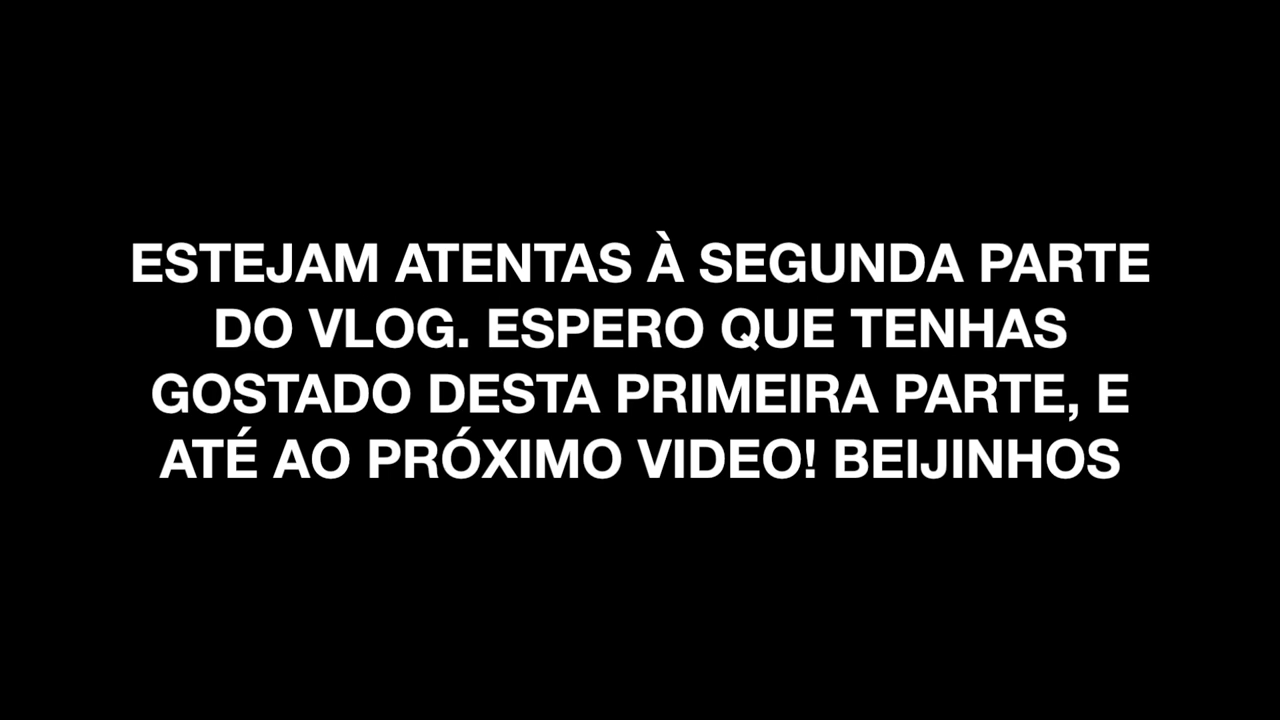 ESTEJAM ATENTAS À SEGUNDA PARTE
DO VLOG. ESPERO QUE TENHAS
GOSTADO DESTA PRIMEIRA PARTE, E
ATÉ AO PRÓXIMO VIDEO! BEIJINHOS